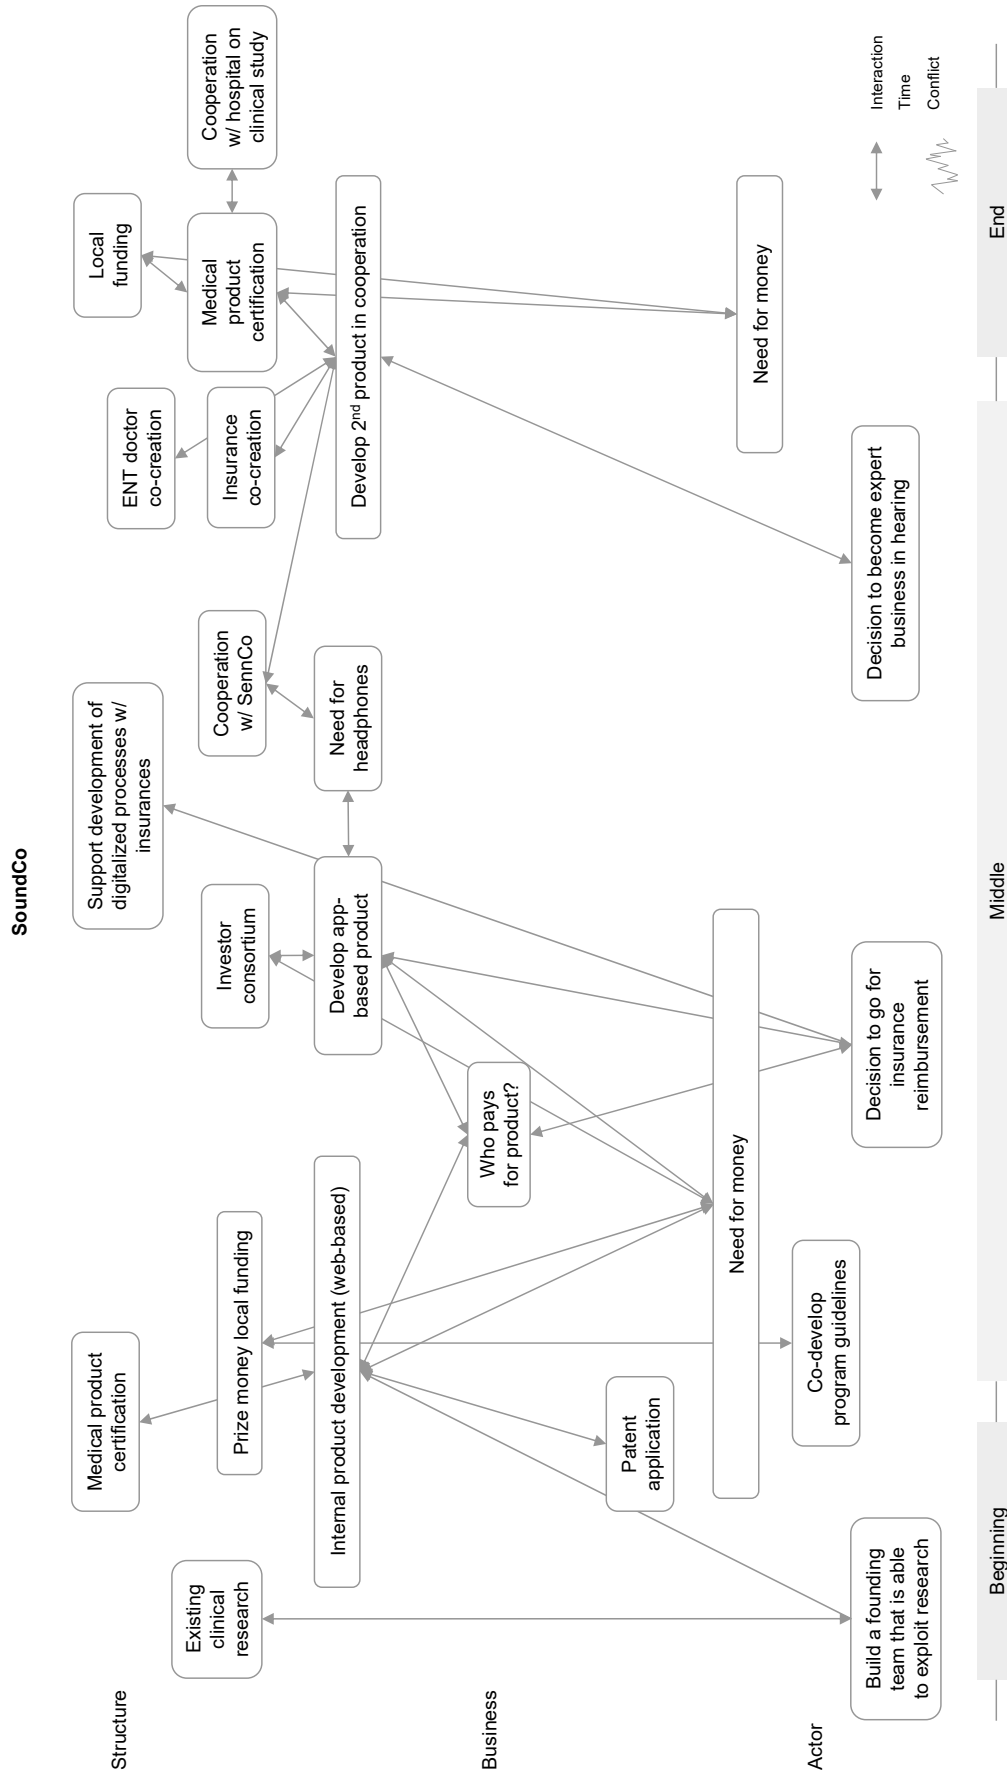 SoundCo
Structure
Existing
clinical
research
Medical product
certification
Prize money local funding
Investor
consortium
Support development of
digitalized processes w/
insurances
Cooperation
w/ SennCo
ENT doctor
co-creation
Insurance
co-creation
Local
funding
Medical
product
certification
Cooperation
w/ hospital on
clinical study
Business
Internal product development (web-based)
Patent
application
Who pays
for product?
Develop app-
based product
Need for
headphones
Develop 2nd product in cooperation
Actor
Build a founding
team that is able
to exploit research
Need for money
Co-develop
program guidelines
Decision to go for
insurance
reimbursement
Decision to become expert
business in hearing
Need for money
Interaction
Time
Conflict
Beginning
Middle
End